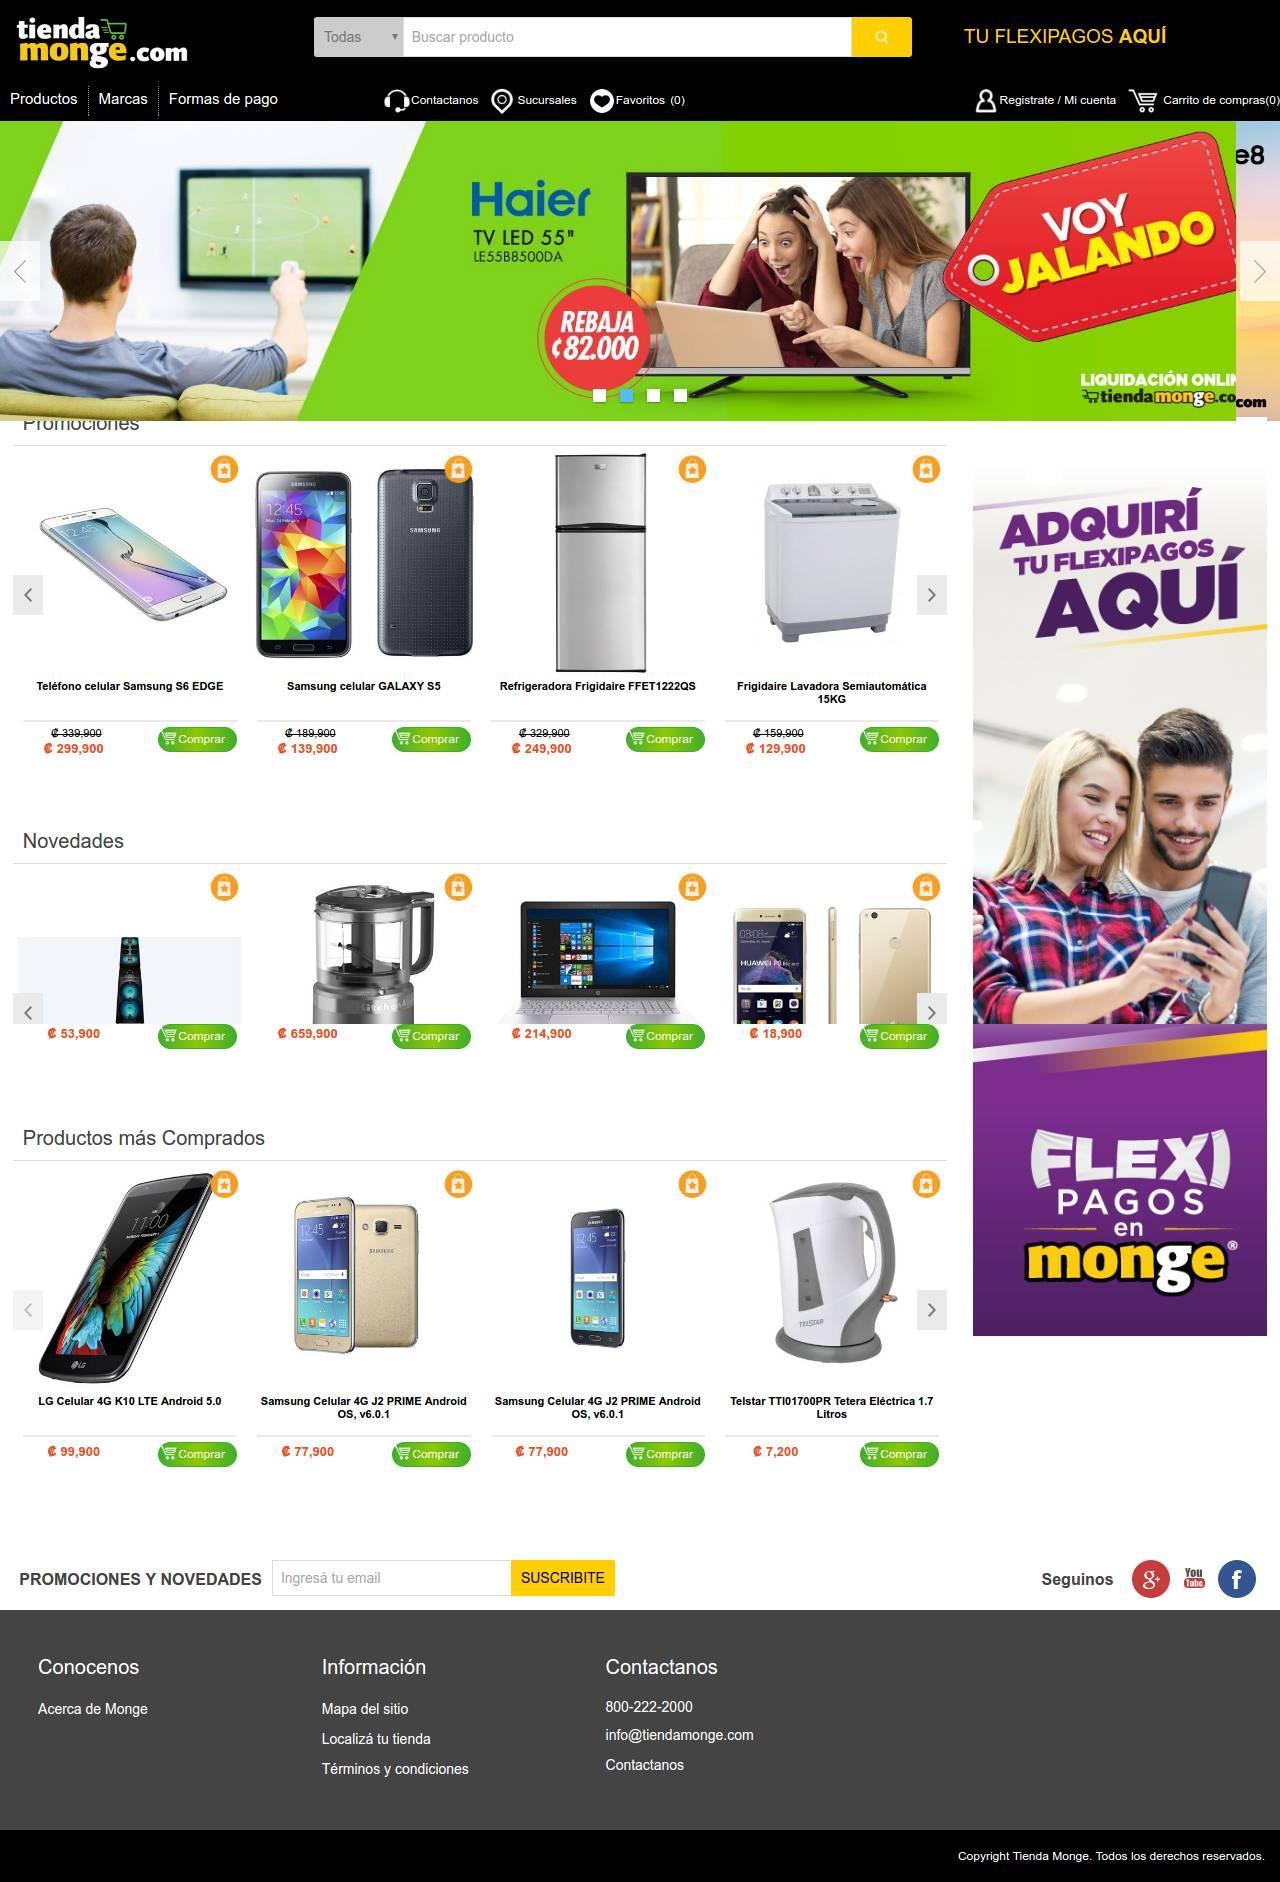 tienda
monge.com
Todas
Buscar producto
TU FLEXIPAGOS AQUÍ
Productos
Marcas
Formas de pago
Contactanos
Sucursales
Favoritos (0)
Registrate / Mi cuenta
Carrito de compras(0)
Haier
TV LED 55"
LE55B8500DA
REBAJA
¢82.000
VOY
JALANDO
e8
LIQUIDACIÓN ONLIN
tiendamonge.co
com
Promociones
ADQUIRÍ
TU FLEXIPAGOS
AQUÍ
Teléfono celular Samsung S6 EDGE
Samsung celular GALAXY S5
Refrigeradora Frigidaire FFET1222QS
Frigidaire Lavadora Semiautomática
15KG
₡ 339,900
₡ 299,900
Comprar
₡ 189,900
₡ 139,900
Comprar
₡ 329,900
₡ 249,900
Comprar
₡ 159,900
₡ 129,900
Comprar
Novedades
₡ 53,900
Comprar
₡ 659,900
Comprar
₡ 214,900
Comprar
₡ 18,900
Comprar
FLEXI
PAGOS
en
monge®
Productos más Comprados
LG Celular 4G K10 LTE Android 5.0
Samsung Celular 4G J2 PRIME Android
OS, v6.0.1
Samsung Celular 4G J2 PRIME Android
OS, v6.0.1
Telstar TTI01700PR Tetera Eléctrica 1.7
Litros
₡ 99,900
Comprar
₡ 77,900
Comprar
₡ 77,900
Comprar
₡ 7,200
Comprar
PROMOCIONES Y NOVEDADES
Ingresá tu email
SUSCRIBITE
Seguinos
g+
You
Tube
f
Conocenos
Acerca de Monge
Información
Mapa del sitio
Localizá tu tienda
Términos y condiciones
Contactanos
800-222-2000
info@tiendamonge.com
Contactanos
Copyright Tienda Monge. Todos los derechos reservados.